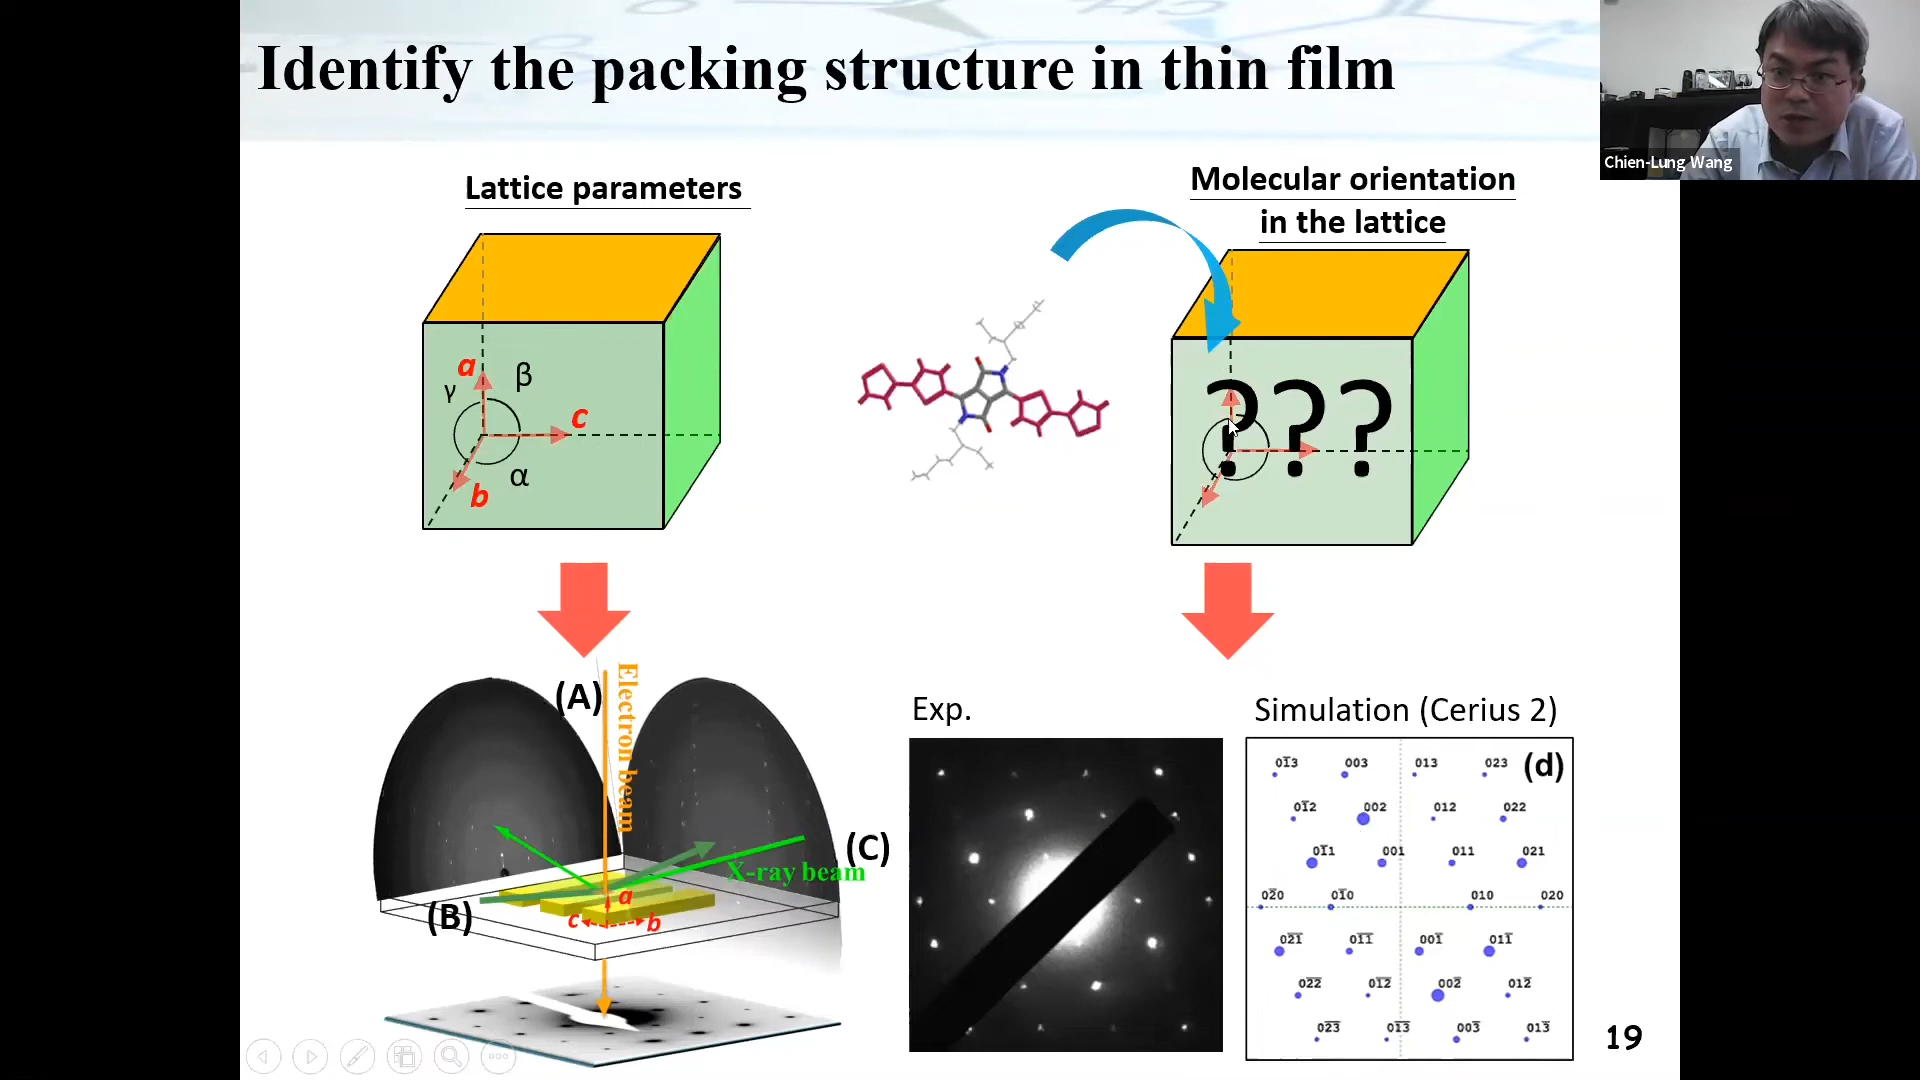 Identify the packing structure in thin film
Chien-Lung Wang
Lattice parameters
Molecular orientation
in the lattice
a
β
γ
c
α
b
???
(A)
Electron beam
X-ray beam
(C)
(B)
a
c
b
Exp.
Simulation (Cerius 2)
(d)
01̅3 003 013 023
01̅2 002 012 022
01̅1 001 011 021
02̅0 01̅0 010 020
02̅1̅ 01̅1̅ 001̅ 011̅
02̅2̅ 01̅2̅ 002̅ 012̅
02̅3̅ 01̅3̅ 003̅ 013̅
19